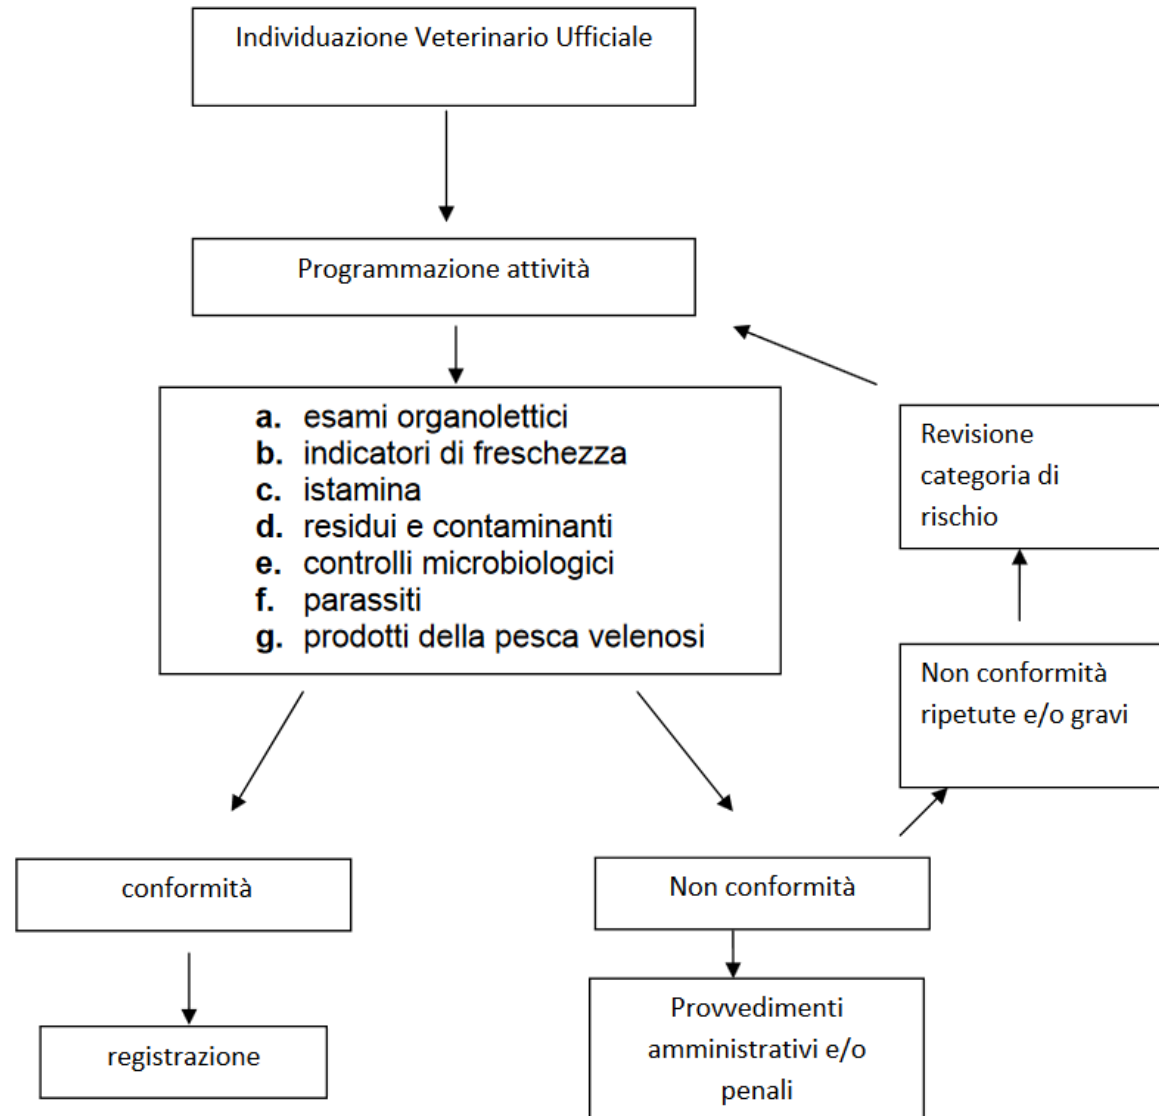 Individuazione Veterinario Ufficiale
Programmazione attività
a. esami organolettici
b. indicatori di freschezza
c. istamina
d. residui e contaminanti
e. controlli microbiologici
f. parassiti
g. prodotti della pesca velenosi
Revisione
categoria di
rischio
Non conformità
ripetute e/o gravi
conformità
Non conformità
registrazione
Provvedimenti
amministrativi e/o
penali